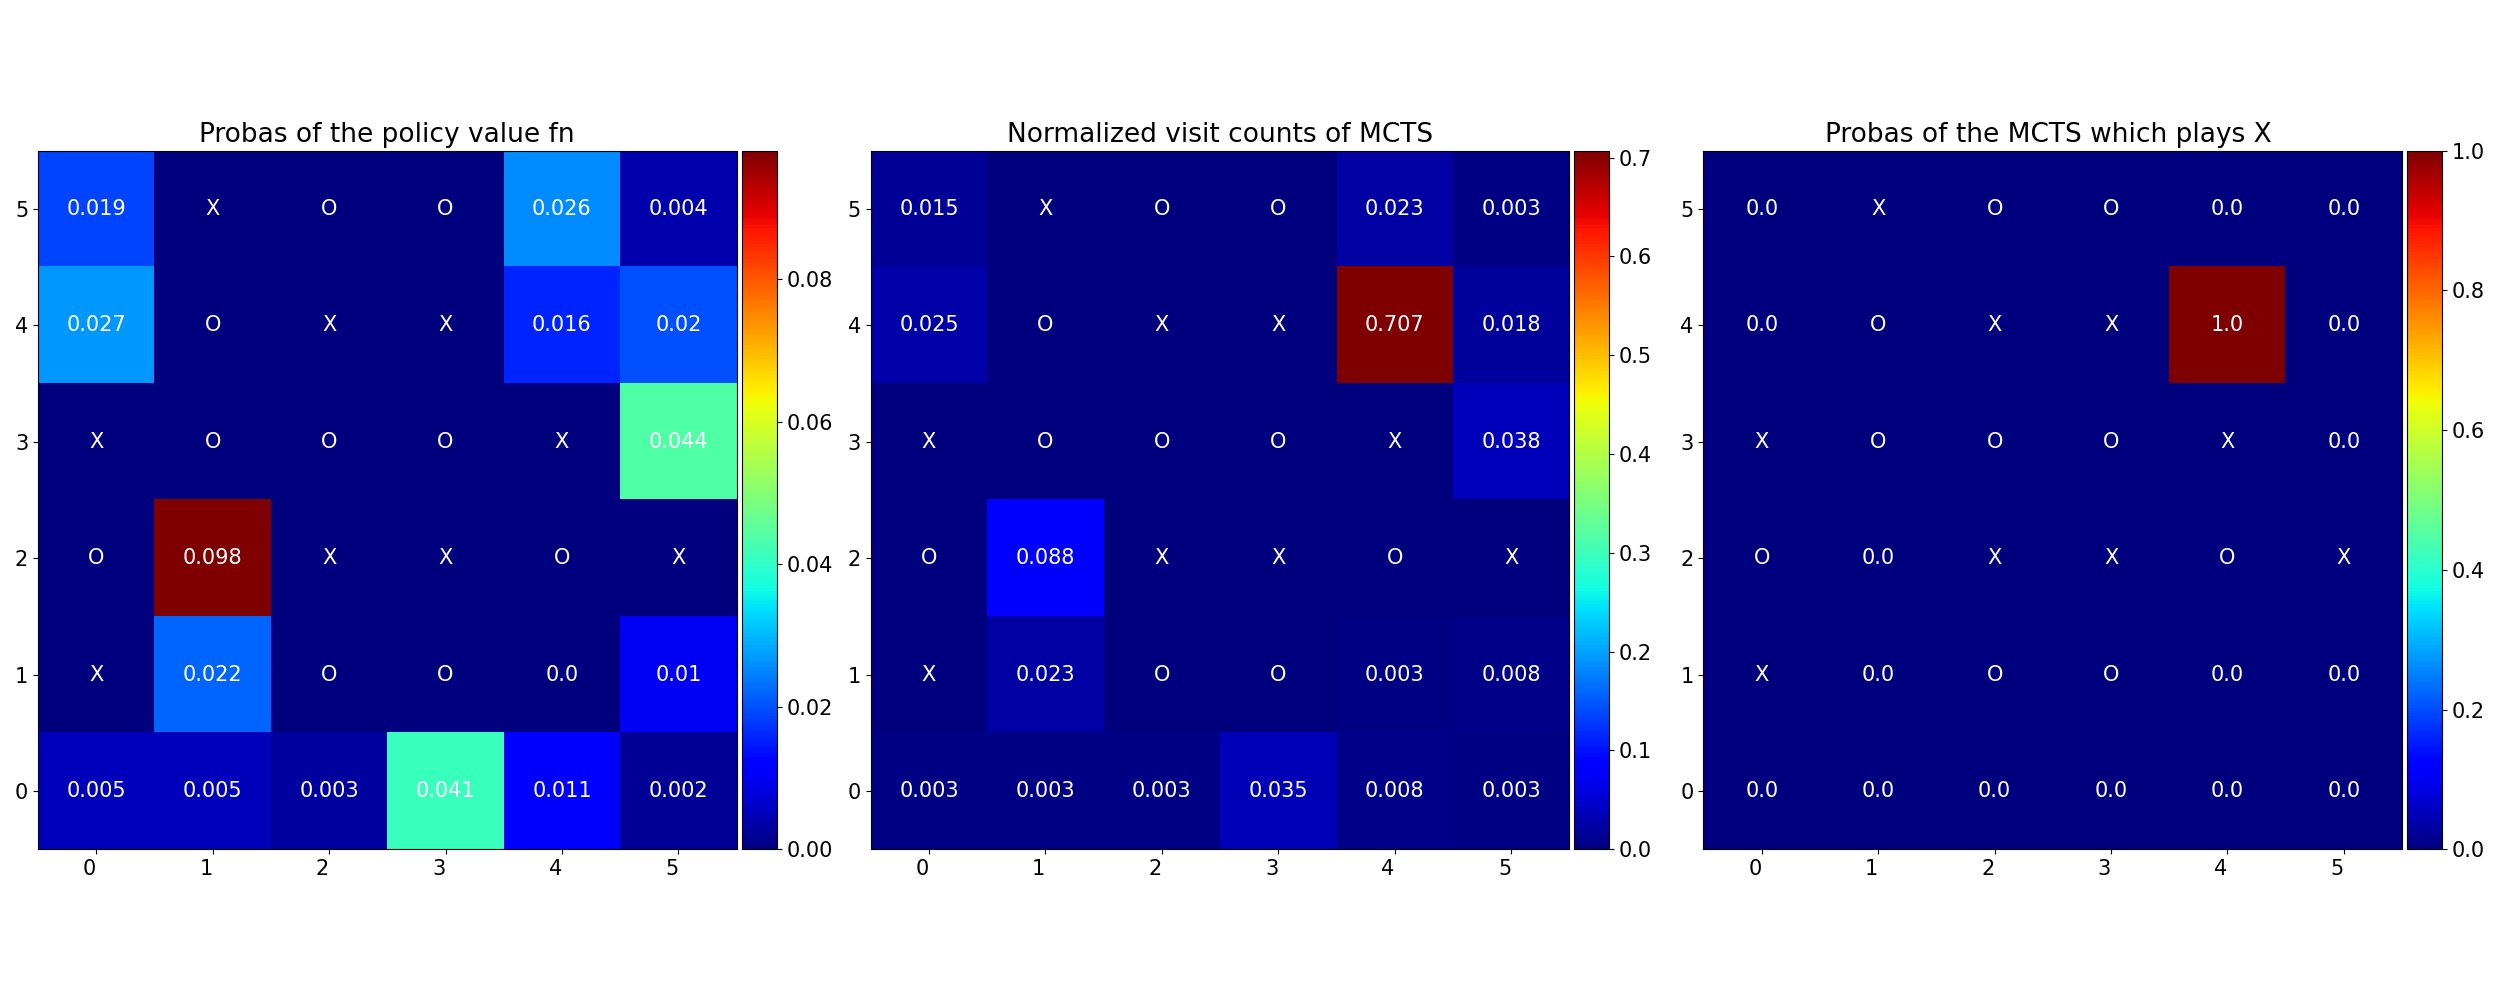 Probas of the policy value fn
5 0.019 X O O 0.026 0.004
4 0.027 O X X 0.016 0.02
3 X O O O X 0.044
2 O 0.098 X X O X
1 X 0.022 O O 0.0 0.01
0 0.005 0.005 0.003 0.041 0.011 0.002
0 1 2 3 4 5
0.08
0.06
0.04
0.02
0.00
Normalized visit counts of MCTS
5 0.015 X O O 0.023 0.003
4 0.025 O X X 0.707 0.018
3 X O O O X 0.038
2 O 0.088 X X O X
1 X 0.023 O O 0.003 0.008
0 0.003 0.003 0.003 0.035 0.008 0.003
0 1 2 3 4 5
0.7
0.6
0.5
0.4
0.3
0.2
0.1
0.0
Probas of the MCTS which plays X
5 0.0 X O O 0.0 0.0
4 0.0 O X X 1.0 0.0
3 X O O O X 0.0
2 O 0.0 X X O X
1 X 0.0 O O 0.0 0.0
0 0.0 0.0 0.0 0.0 0.0 0.0
0 1 2 3 4 5
1.0
0.8
0.6
0.4
0.2
0.0